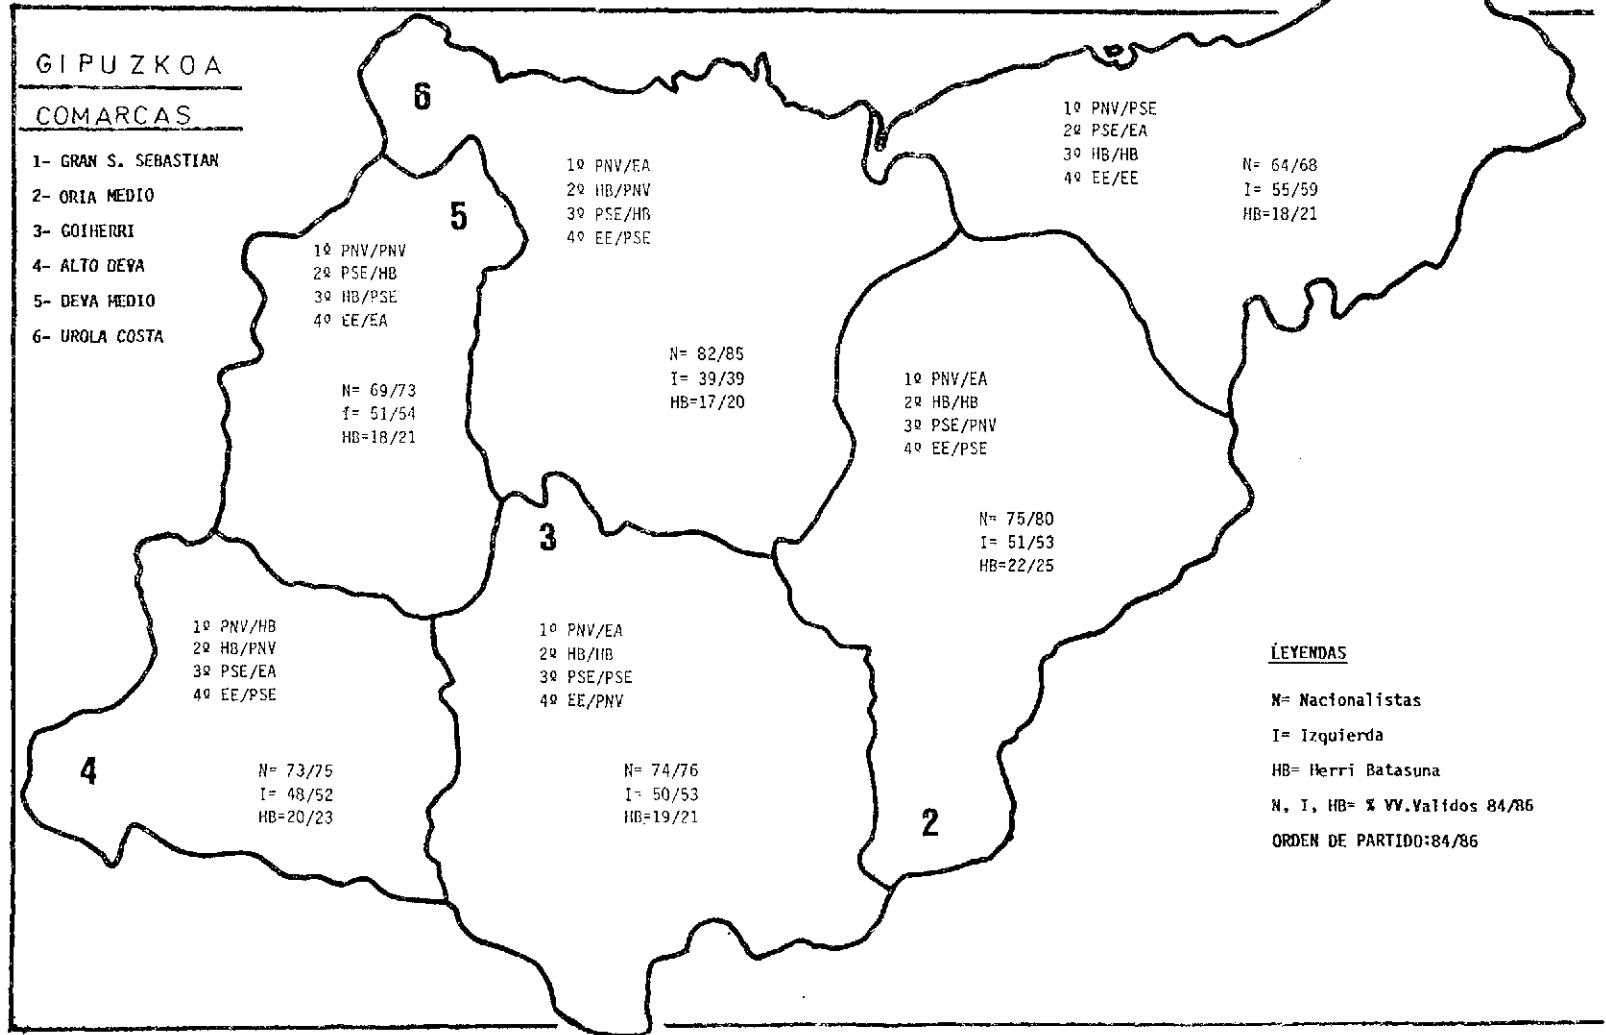 GIPUZKOA
COMARCAS
1- GRAN S. SEBASTIAN
2- ORIA MEDIO
3- GOIHERRI
4- ALTO DEVA
5- DEVA MEDIO
6- UROLA COSTA
6
1º PNV/EA
2º HB/PNV
3º PSE/HB
4º EE/PSE
N= 82/85
I= 39/39
HB=17/20
1º PNV/PSE
2º PSE/EA
3º HB/HB
4º EE/EE
N= 64/68
I= 55/59
HB=18/21
5
1º PNV/PNV
2º PSE/HB
3º HB/PSE
4º EE/EA
N= 69/73
I= 51/54
HB=18/21
1º PNV/EA
2º HB/HB
3º PSE/PNV
4º EE/PSE
N= 75/80
I= 51/53
HB=22/25
2
3
1º PNV/EA
2º HB/HB
3º PSE/PSE
4º EE/PNV
N= 74/76
I= 50/53
HB=19/21
4
1º PNV/HB
2º HB/PNV
3º PSE/EA
4º EE/PSE
N= 73/75
I= 48/52
HB=20/23
LEYENDAS
N= Nacionalistas
I= Izquierda
HB= Herri Batasuna
N, I, HB= % VV.Validos 84/86
ORDEN DE PARTIDO:84/86